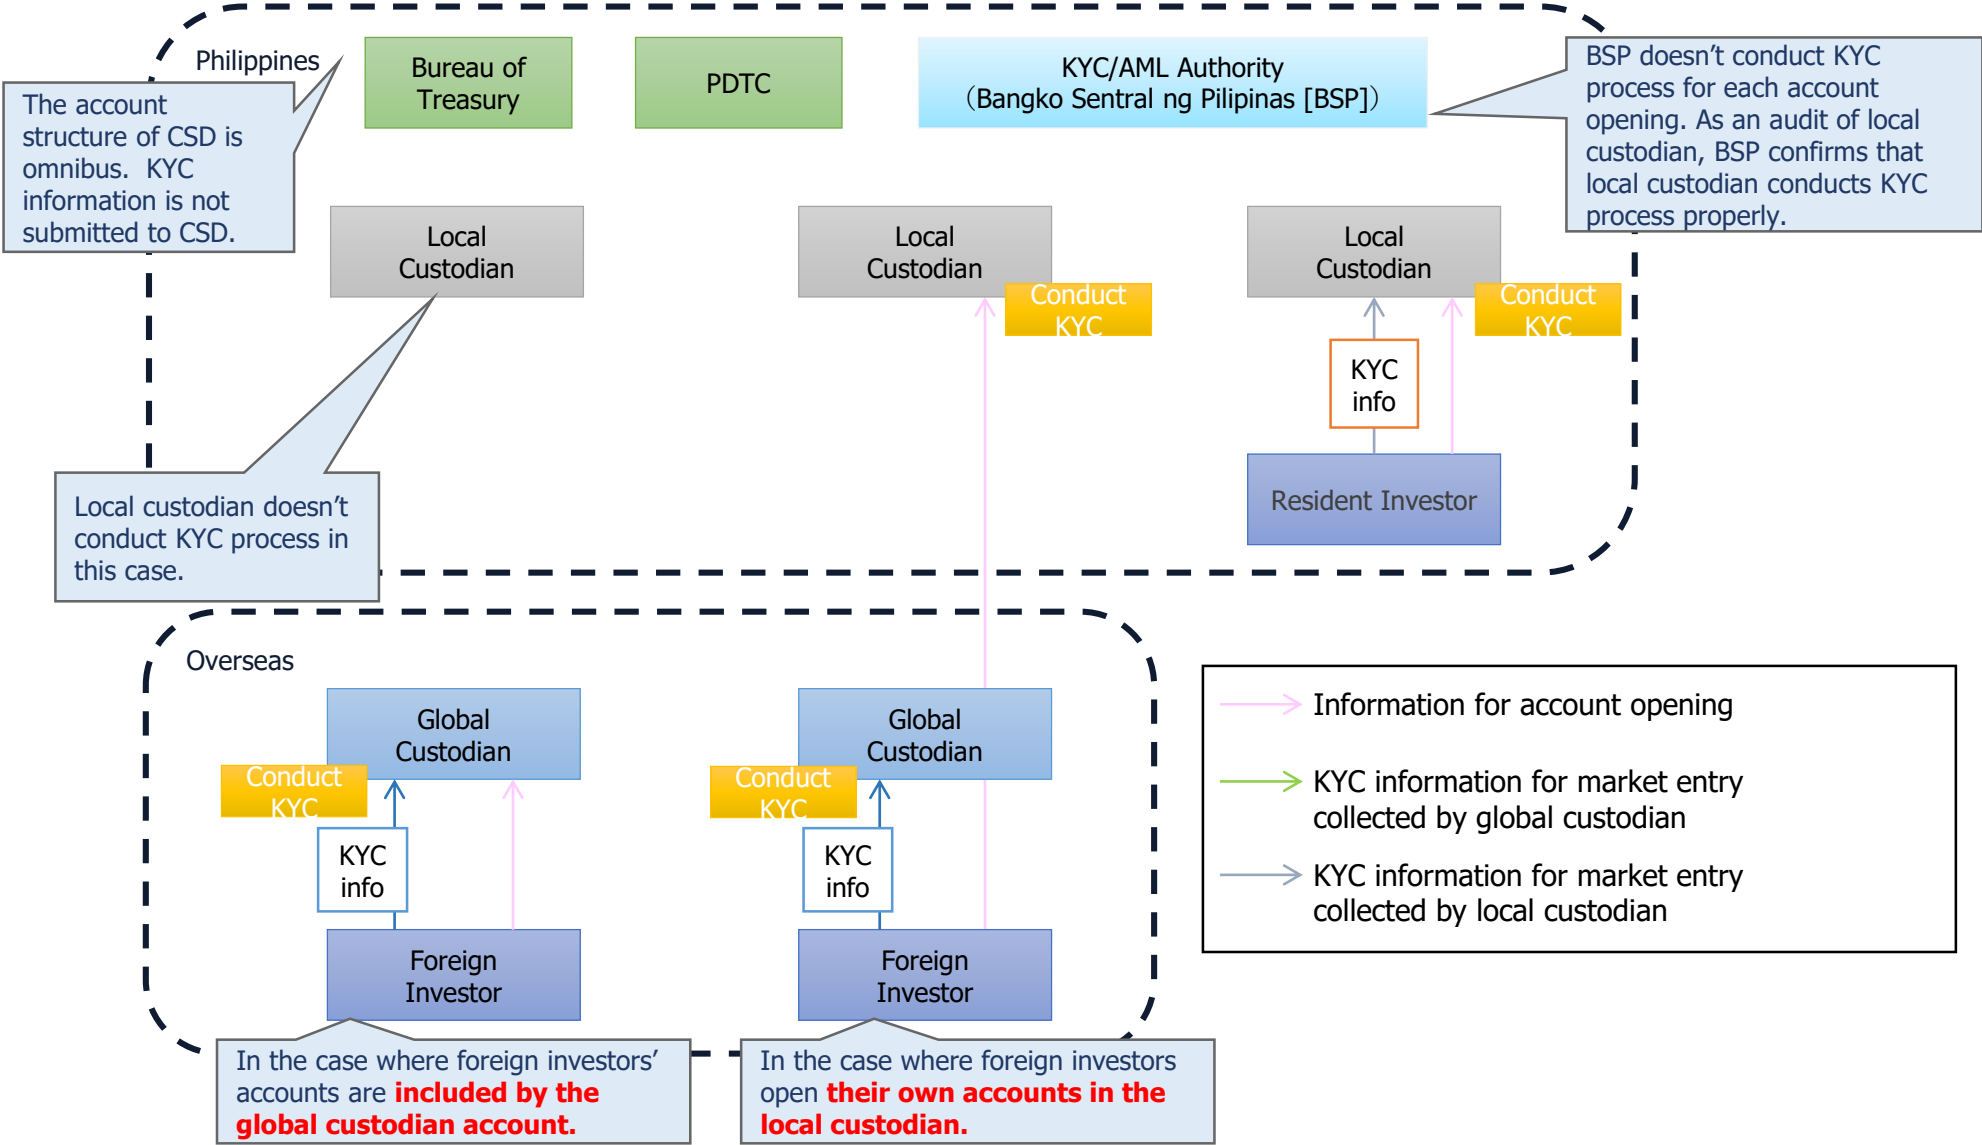 Philippines
Bureau of
Treasury
PDTC
KYC/AML Authority
（Bangko Sentral ng Pilipinas [BSP]）
BSP doesn’t conduct KYC
process for each account
opening. As an audit of local
custodian, BSP confirms that
local custodian conducts KYC
process properly.
The account
structure of CSD is
omnibus.  KYC
information is not
submitted to CSD.
Local
Custodian
Local
Custodian
Conduct
KYC
Local
Custodian
Conduct
KYC
KYC
info
Resident Investor
Local custodian doesn’t
conduct KYC process in
this case.
Overseas
Global
Custodian
Conduct
KYC
KYC
info
Foreign
Investor
Global
Custodian
Conduct
KYC
KYC
info
Foreign
Investor
Information for account opening
KYC information for market entry
collected by global custodian
KYC information for market entry
collected by local custodian
In the case where foreign investors’
accounts are included by the
global custodian account.
In the case where foreign investors
open their own accounts in the
local custodian.